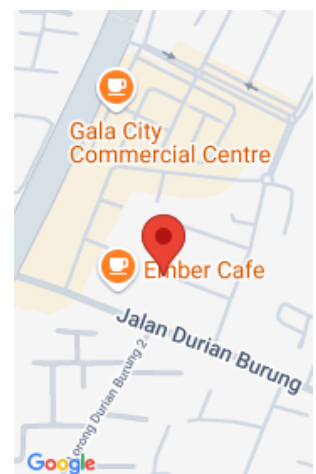 Gala City
Commercial Centre
Ember Cafe
Jalan Durian Burung
Lorong Durian Burung 2
Google